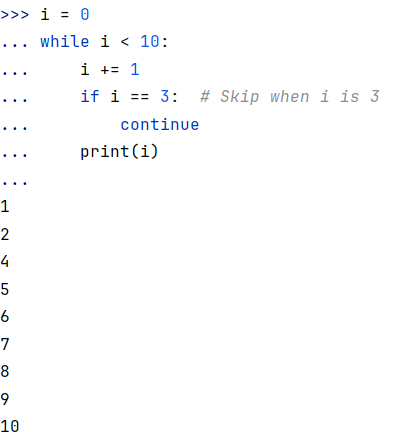 >>> i = 0
... while i < 10:
...     i += 1
...     if i == 3:  # Skip when i is 3
...         continue
...     print(i)
...
1
2
4
5
6
7
8
9
10